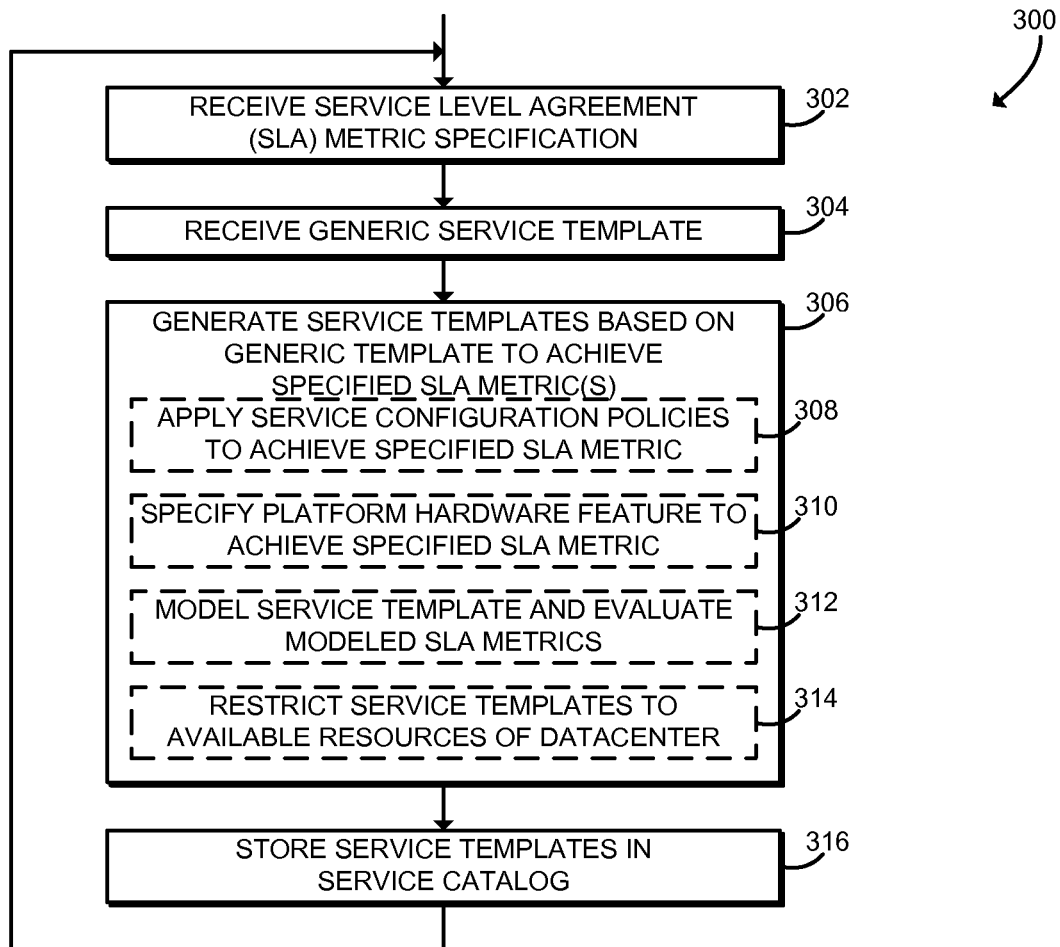 300
RECEIVE SERVICE LEVEL AGREEMENT
(SLA) METRIC SPECIFICATION
302
RECEIVE GENERIC SERVICE TEMPLATE
304
GENERATE SERVICE TEMPLATES BASED ON
GENERIC TEMPLATE TO ACHIEVE
SPECIFIED SLA METRIC(S)
306
APPLY SERVICE CONFIGURATION POLICIES
TO ACHIEVE SPECIFIED SLA METRIC
308
SPECIFY PLATFORM HARDWARE FEATURE TO
ACHIEVE SPECIFIED SLA METRIC
310
MODEL SERVICE TEMPLATE AND EVALUATE
MODELED SLA METRICS
312
RESTRICT SERVICE TEMPLATES TO
AVAILABLE RESOURCES OF DATACENTER
314
STORE SERVICE TEMPLATES IN
SERVICE CATALOG
316